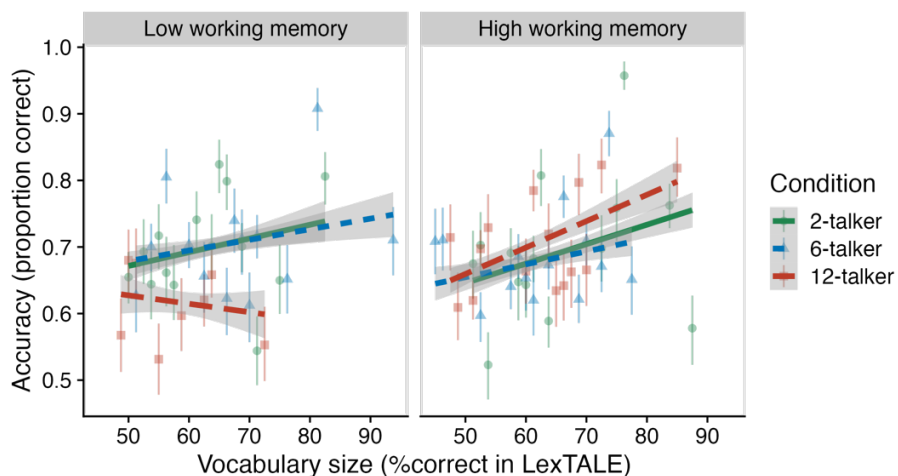 Low working memory
High working memory
Accuracy (proportion correct)
1.0
0.9
0.8
0.7
0.6
0.5
50 60 70 80 90
50 60 70 80 90
Vocabulary size (%correct in LexTALE)
Condition
2-talker
6-talker
12-talker